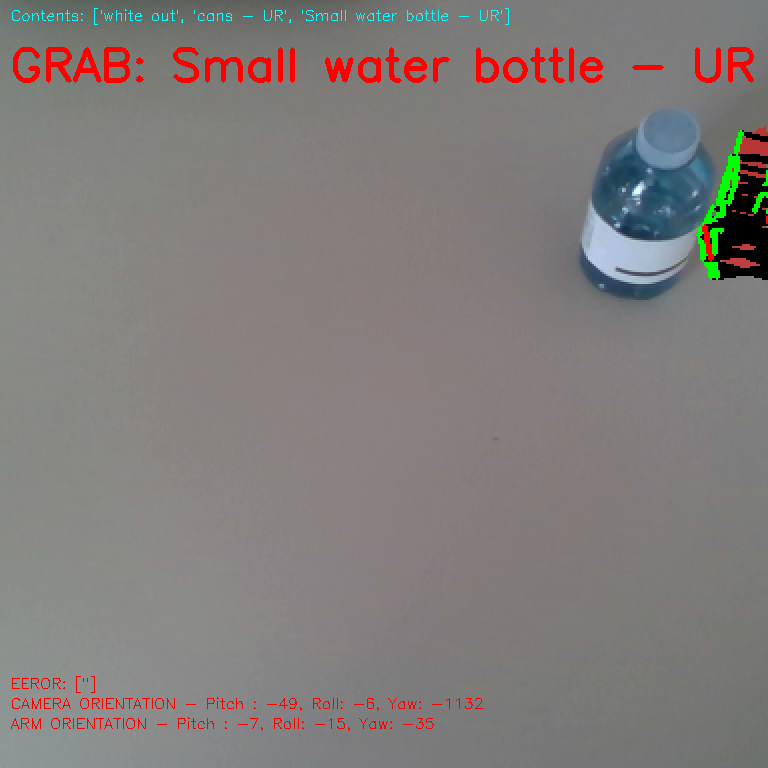 Contents: ['white out', 'cans - UR', 'Small water bottle - UR']
GRAB: Small water bottle - UR
EEROR: ['']
CAMERA ORIENTATION - Pitch : -49, Roll: -6, Yaw: -1132
ARM ORIENTATION - Pitch : -7, Roll: -15, Yaw: -35